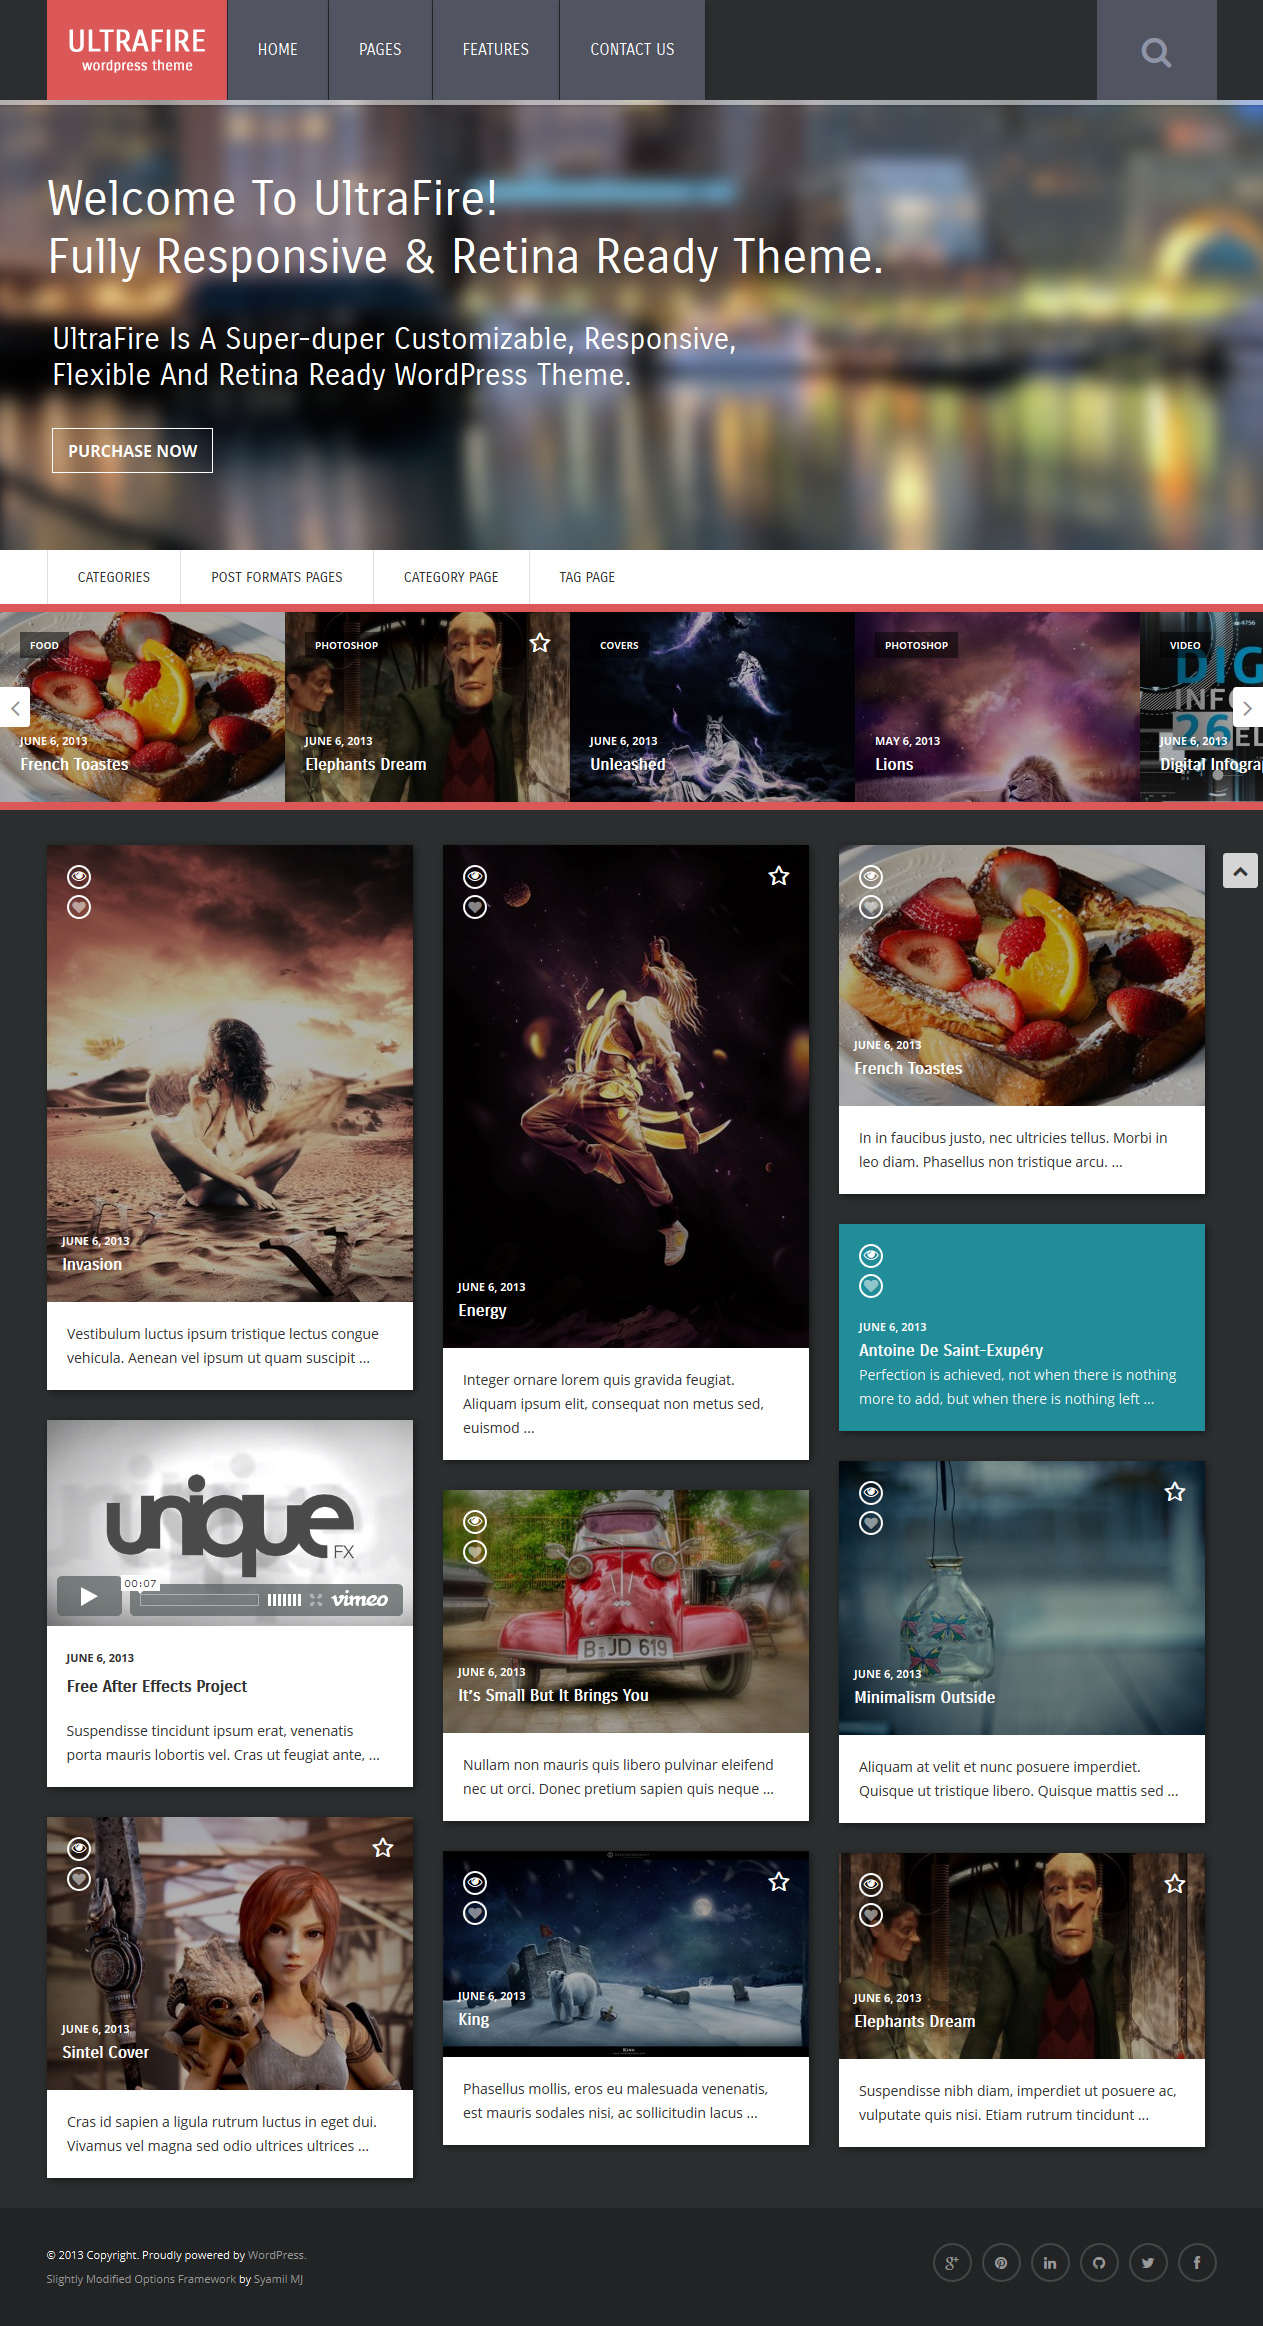 ULTRAFIRE
wordpress theme
HOME
PAGES
FEATURES
CONTACT US
Welcome To UltraFire!
Fully Responsive & Retina Ready Theme.
UltraFire Is A Super-duper Customizable, Responsive,
Flexible And Retina Ready WordPress Theme.
PURCHASE NOW
CATEGORIES
POST FORMATS PAGES
CATEGORY PAGE
TAG PAGE
FOOD
JUNE 6, 2013
French Toastes
PHOTOSHOP
JUNE 6, 2013
Elephants Dream
COVERS
JUNE 6, 2013
Unleashed
PHOTOSHOP
MAY 6, 2013
Lions
VIDEO
4756
DIG
INFO
26
EL
JUNE 6, 2013
Digital Infogra
JUNE 6, 2013
Invasion
Vestibulum luctus ipsum tristique lectus congue
vehicula. Aenean vel ipsum ut quam suscipit ...
unique
FX
00:07
vimeo
JUNE 6, 2013
Free After Effects Project
Suspendisse tincidunt ipsum erat, venenatis
porta mauris lobortis vel. Cras ut feugiat ante, ...
JUNE 6, 2013
Sintel Cover
Cras id sapien a ligula rutrum luctus in eget dui.
Vivamus vel magna sed odio ultrices ultrices ...
JUNE 6, 2013
Energy
Integer ornare lorem quis gravida feugiat.
Aliquam ipsum elit, consequat non metus sed,
euismod ...
B JD 619
JUNE 6, 2013
It's Small But It Brings You
Nullam non mauris quis libero pulvinar eleifend
nec ut orci. Donec pretium sapien quis neque ...
JUNE 6, 2013
King
KING
Phasellus mollis, eros eu malesuada venenatis,
est mauris sodales nisi, ac sollicitudin lacus ...
JUNE 6, 2013
French Toastes
In in faucibus justo, nec ultricies tellus. Morbi in
leo diam. Phasellus non tristique arcu. ...
JUNE 6, 2013
Antoine De Saint-Exupéry
Perfection is achieved, not when there is nothing
more to add, but when there is nothing left ...
JUNE 6, 2013
Minimalism Outside
Aliquam at velit et nunc posuere imperdiet.
Quisque ut tristique libero. Quisque mattis sed ...
JUNE 6, 2013
Elephants Dream
Suspendisse nibh diam, imperdiet ut posuere ac,
vulputate quis nisi. Etiam rutrum tincidunt ...
© 2013 Copyright. Proudly powered by WordPress.
Slightly Modified Options Framework by Syamil MJ